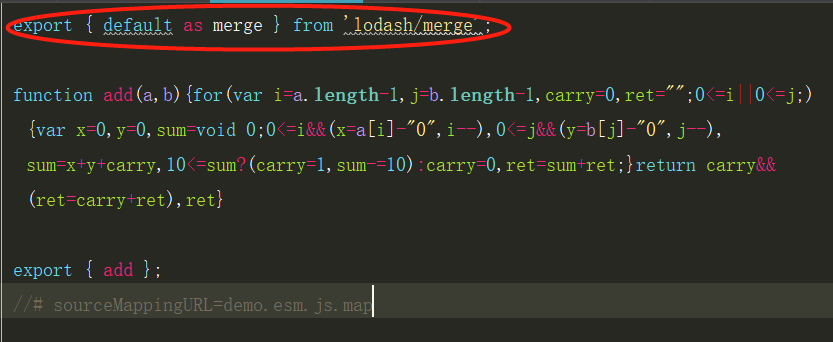 export { default as merge } from 'lodash/merge';
function add(a,b){for(var i=a.length-1,j=b.length-1,carry=0,ret="";0<=i||0<=j;)
{var x=0,y=0,sum=void 0;0<=i&&(x=a[i]-"0",i--),0<=j&&(y=b[j]-"0",j--),
sum=x+y+carry,10<=sum?(carry=1,sum-=10):carry=0,ret=sum+ret;}return carry&&
(ret=carry+ret),ret}
export { add };
//# sourceMappingURL=demo.esm.js.map